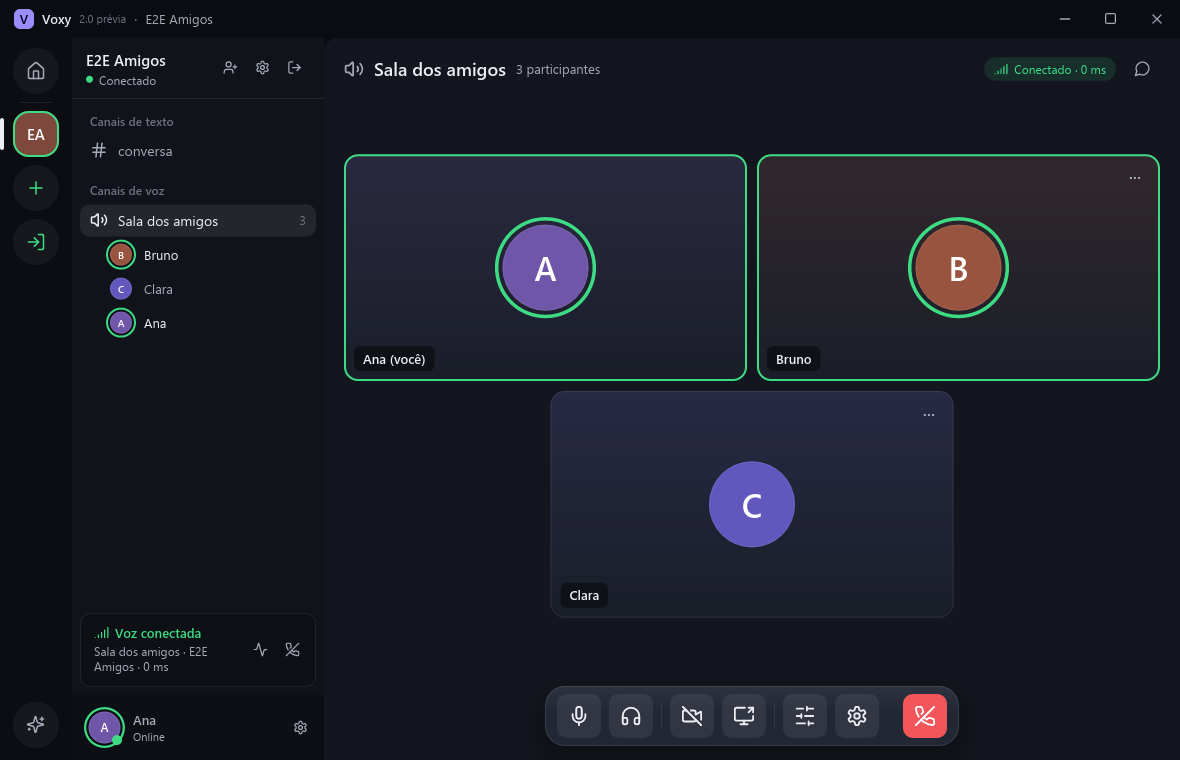 V Voxy 2.0 prévia · E2E Amigos
EA
E2E Amigos
Conectado
Canais de texto
# conversa
Canais de voz
Sala dos amigos 3
B Bruno
C Clara
A Ana
Voz conectada
Sala dos amigos · E2E
Amigos · 0 ms
A Ana
Online
Sala dos amigos 3 participantes
Conectado · 0 ms
A
Ana (você)
B
Bruno
C
Clara